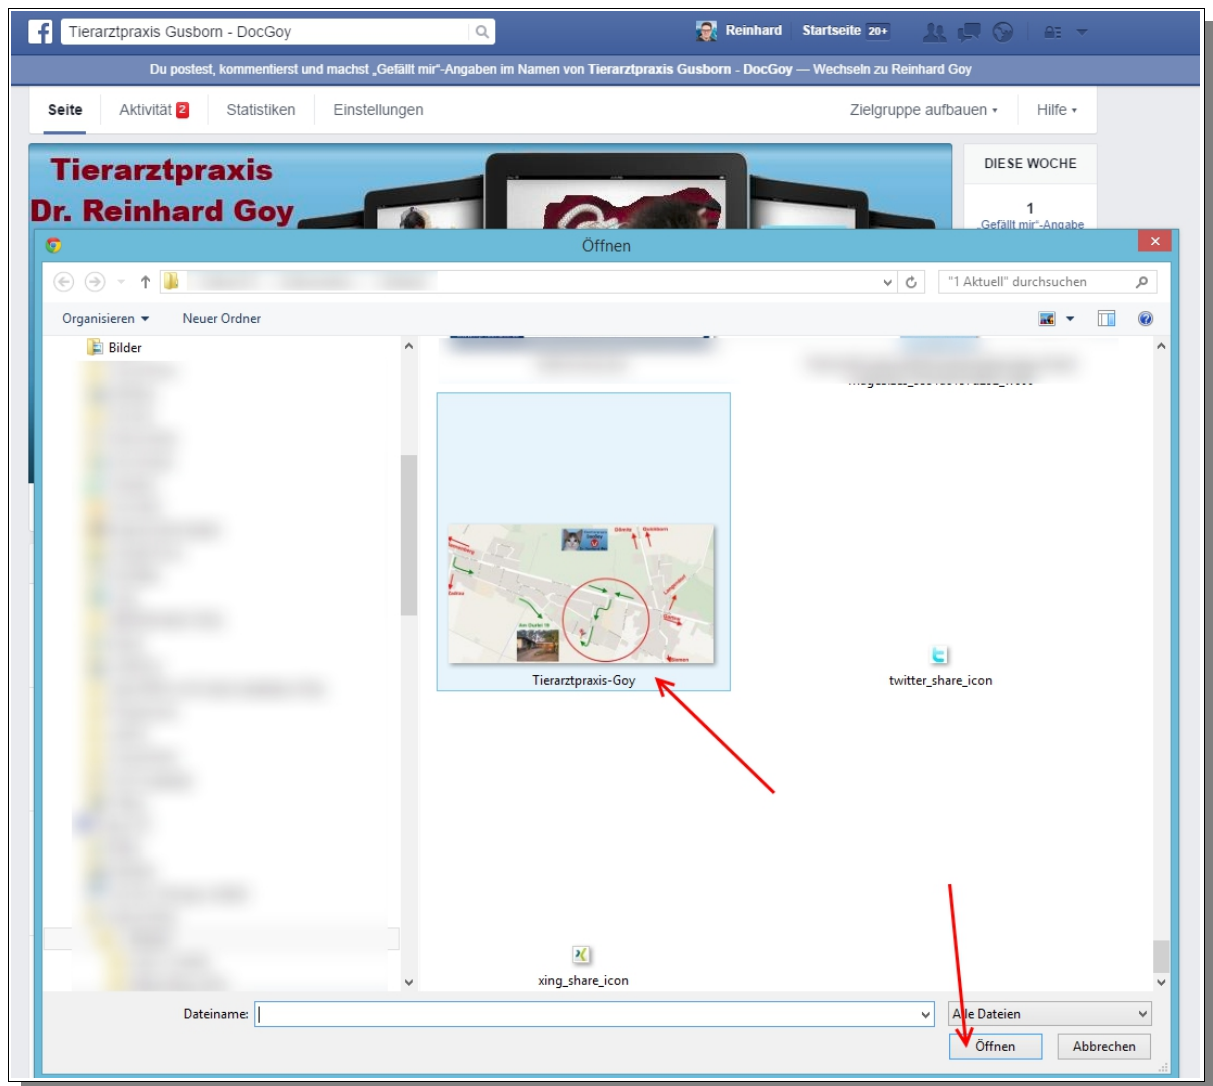 Tierarztpraxis Gusborn - DocGoy
Reinhard Startseite 20+
Du postest, kommentierst und machst „Gefällt mir"-Angaben im Namen von Tierarztpraxis Gusborn - DocGoy — Wechseln zu Reinhard Goy
Seite Aktivität 2 Statistiken Einstellungen Zielgruppe aufbauen Hilfe
Tierarztpraxis
Dr. Reinhard Goy
DIESE WOCHE
1
„Gefällt mir"-Angabe
Öffnen
"1 Aktuell" durchsuchen
Organisieren Neuer Ordner
Bilder
Am Dorfel 10
Tierarztpraxis-Goy
twitter_share_icon
xing_share_icon
Dateiname:
Alle Dateien
Öffnen Abbrechen